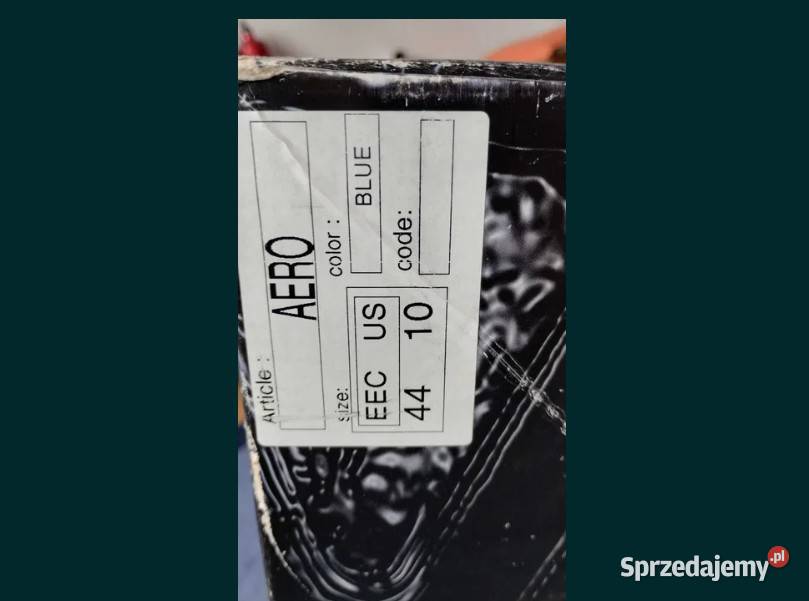 Article : AERO
color : BLUE
size:
EEC US
44 10
code:
Sprzedajemy.pl